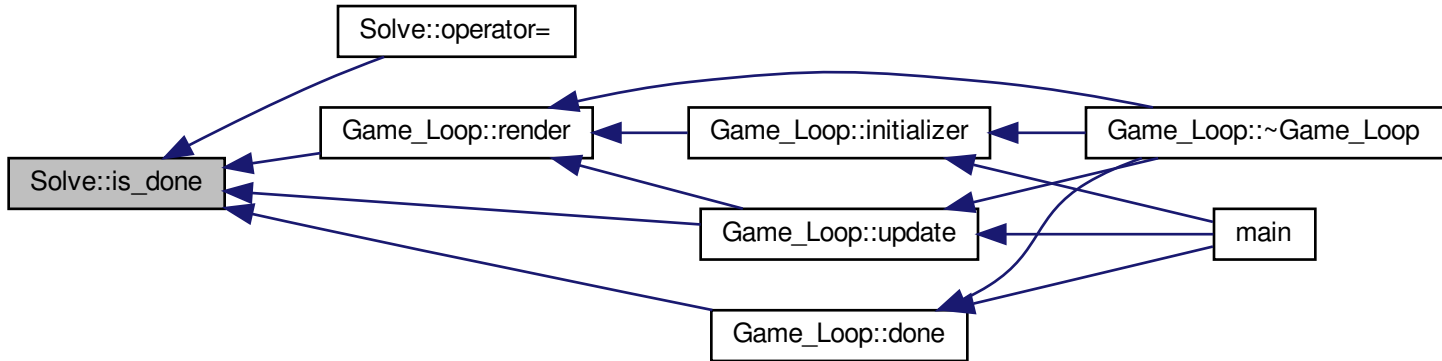 Solve::operator=
Game_Loop::render
Game_Loop::initializer
Game_Loop::~Game_Loop
Solve::is_done
Game_Loop::update
main
Game_Loop::done